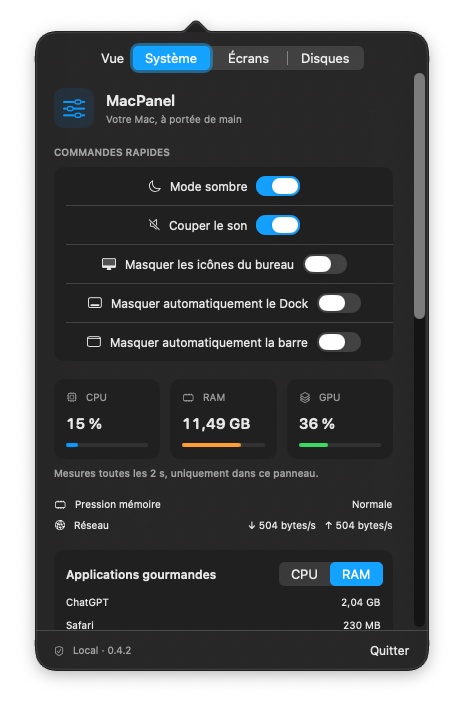 Vue Système Écrans Disques
MacPanel
Votre Mac, à portée de main
COMMANDES RAPIDES
Mode sombre
Couper le son
Masquer les icônes du bureau
Masquer automatiquement le Dock
Masquer automatiquement la barre
CPU RAM GPU
15 % 11,49 GB 36 %
Mesures toutes les 2 s, uniquement dans ce panneau.
Pression mémoire Normale
Réseau ↓ 504 bytes/s ↑ 504 bytes/s
Applications gourmandes CPU RAM
ChatGPT 2,04 GB
Safari 230 MB
Local · 0.4.2 Quitter